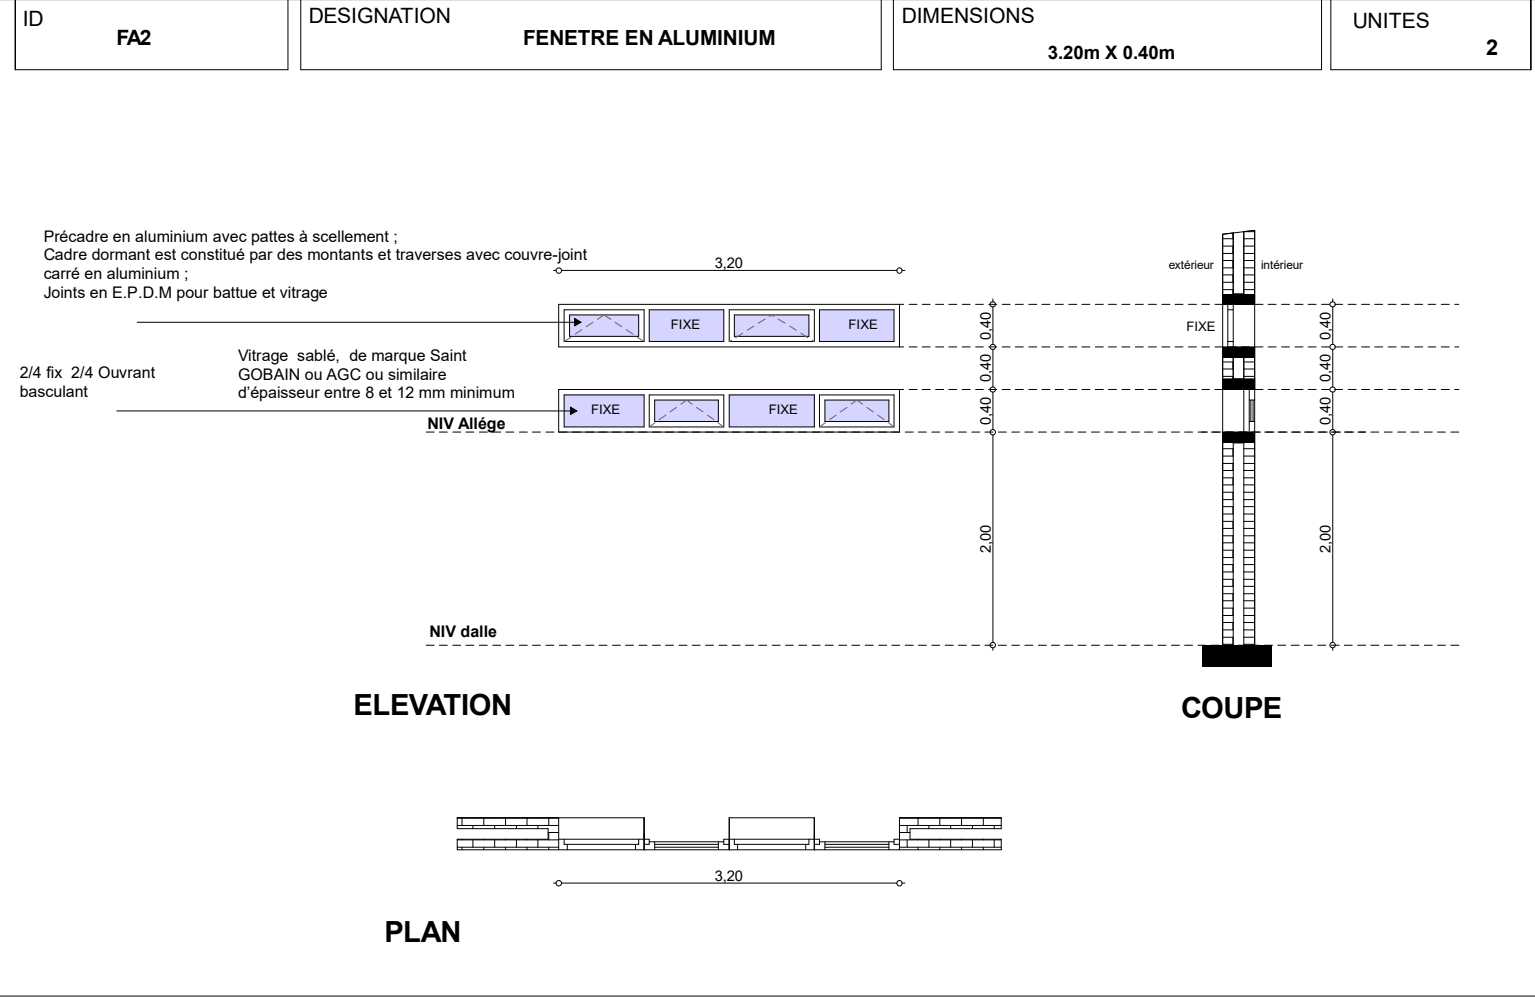 ID
FA2
DESIGNATION
FENETRE EN ALUMINIUM
DIMENSIONS
3.20m X 0.40m
UNITES
2
Précadre en aluminium avec pattes à scellement ;
Cadre dormant est constitué par des montants et traverses avec couvre-joint
carré en aluminium ;
Joints en E.P.D.M pour battue et vitrage
2/4 fix 2/4 Ouvrant
basculant
Vitrage sablé, de marque Saint
GOBAIN ou AGC ou similaire
d'épaisseur entre 8 et 12 mm minimum
3,20
FIXE
FIXE
FIXE
FIXE
NIV Allége
NIV dalle
0,40
0,40
0,40
2,00
ELEVATION
extérieur
intérieur
FIXE
0,40
0,40
0,40
2,00
COUPE
3,20
PLAN